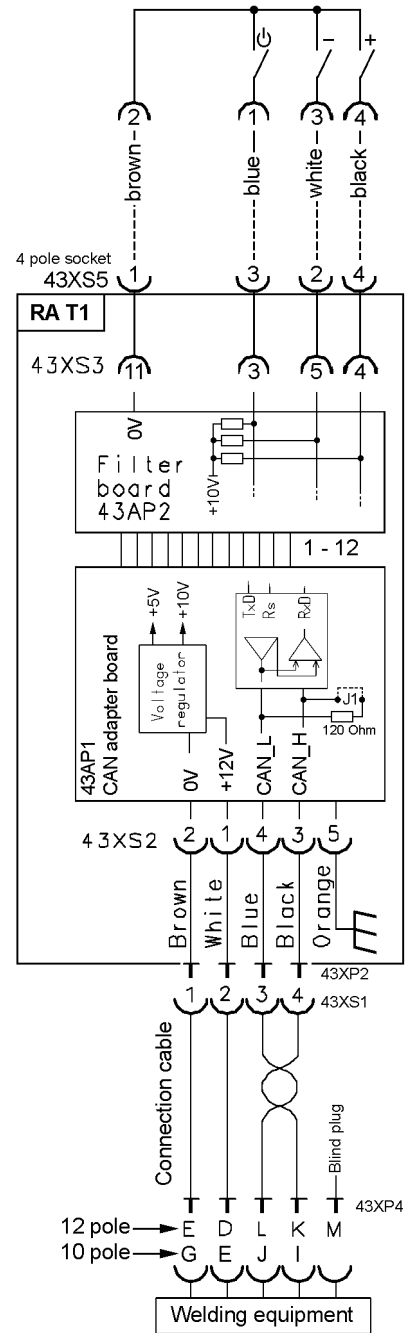 ⏻ − +
2 1 3 4
brown blue white black
4 pole socket
43XS5 1 3 2 4
RA T1
43XS3 11 3 5 4
0V
+10V
Filter
board
43AP2
1 - 12
TxD Rs RxD
+5V +10V
Voltage
regulator
J1
120 Ohm
43AP1
CAN adapter board
0V +12V CAN_L CAN_H
43XS2 2 1 4 3 5
Brown White Blue Black Orange
43XP2
1 2 3 4 43XS1
Connection cable
Blind plug
43XP4
12 pole E D L K M
10 pole G E J I
Welding equipment